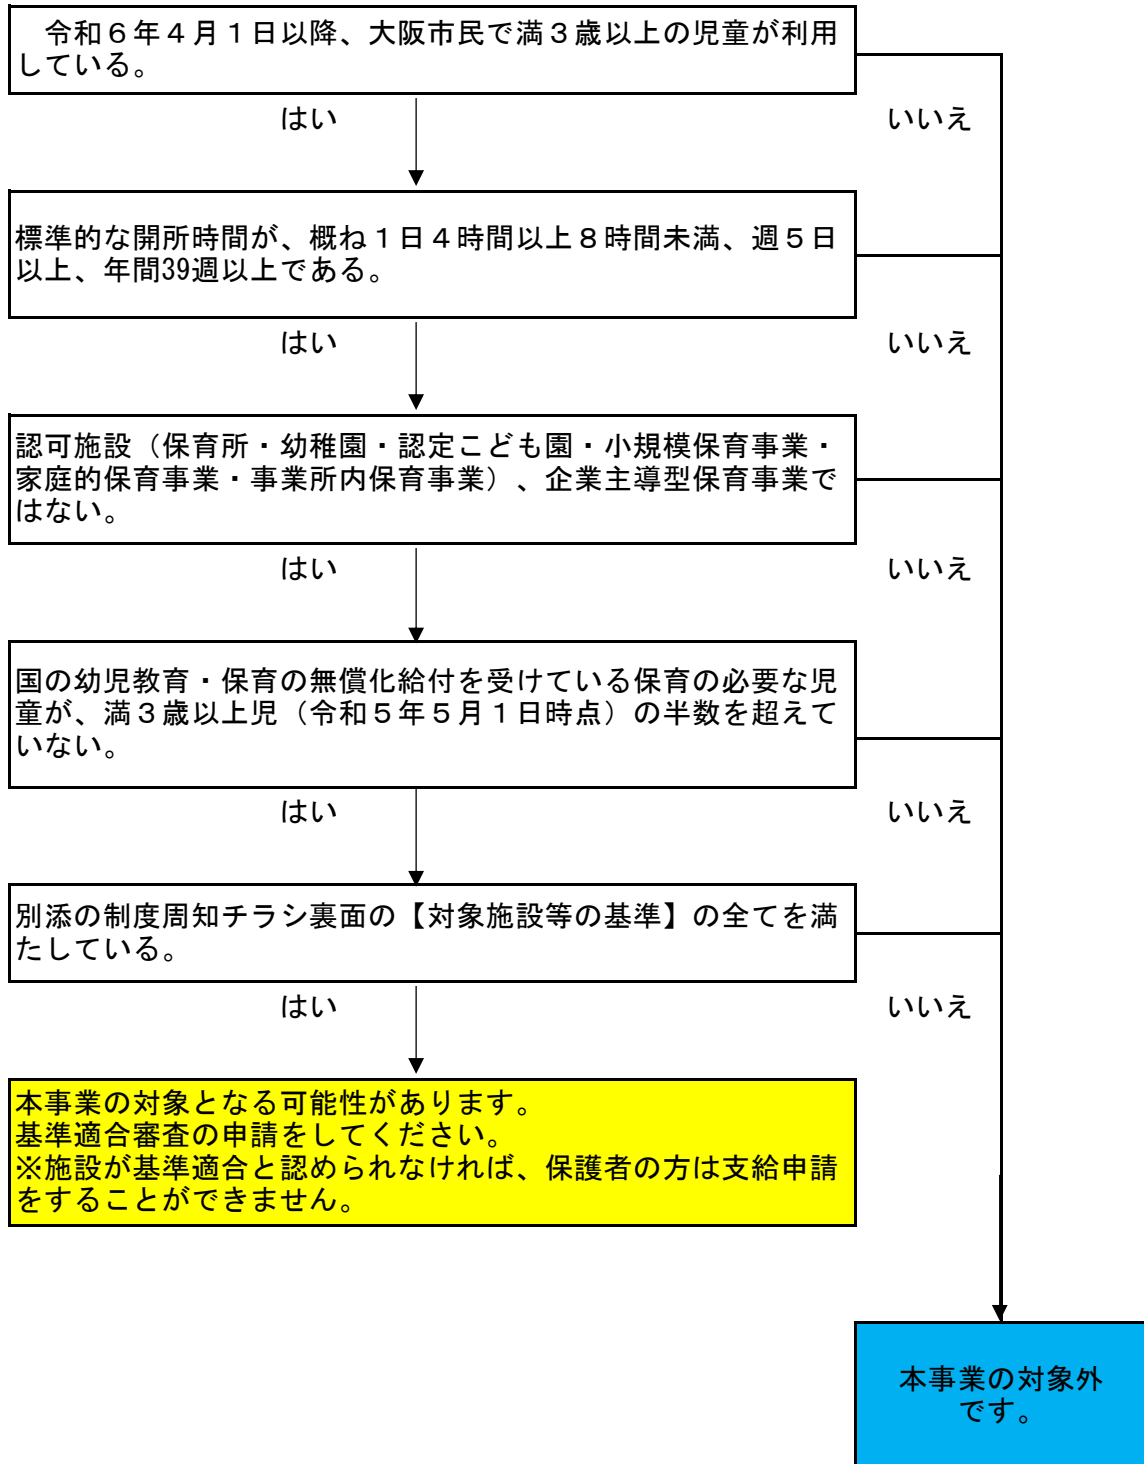 令和６年４月１日以降、大阪市民で満３歳以上の児童が利用
している。
はい
いいえ
標準的な開所時間が、概ね１日４時間以上８時間未満、週５日
以上、年間39週以上である。
はい
いいえ
認可施設（保育所・幼稚園・認定こども園・小規模保育事業・
家庭的保育事業・事業所内保育事業）、企業主導型保育事業で
はない。
はい
いいえ
国の幼児教育・保育の無償化給付を受けている保育の必要な児
童が、満３歳以上児（令和５年５月１日時点）の半数を超えて
いない。
はい
いいえ
別添の制度周知チラシ裏面の【対象施設等の基準】の全てを満
たしている。
はい
いいえ
本事業の対象となる可能性があります。
基準適合審査の申請をしてください。
※施設が基準適合と認められなければ、保護者の方は支給申請
をすることができません。
本事業の対象外
です。